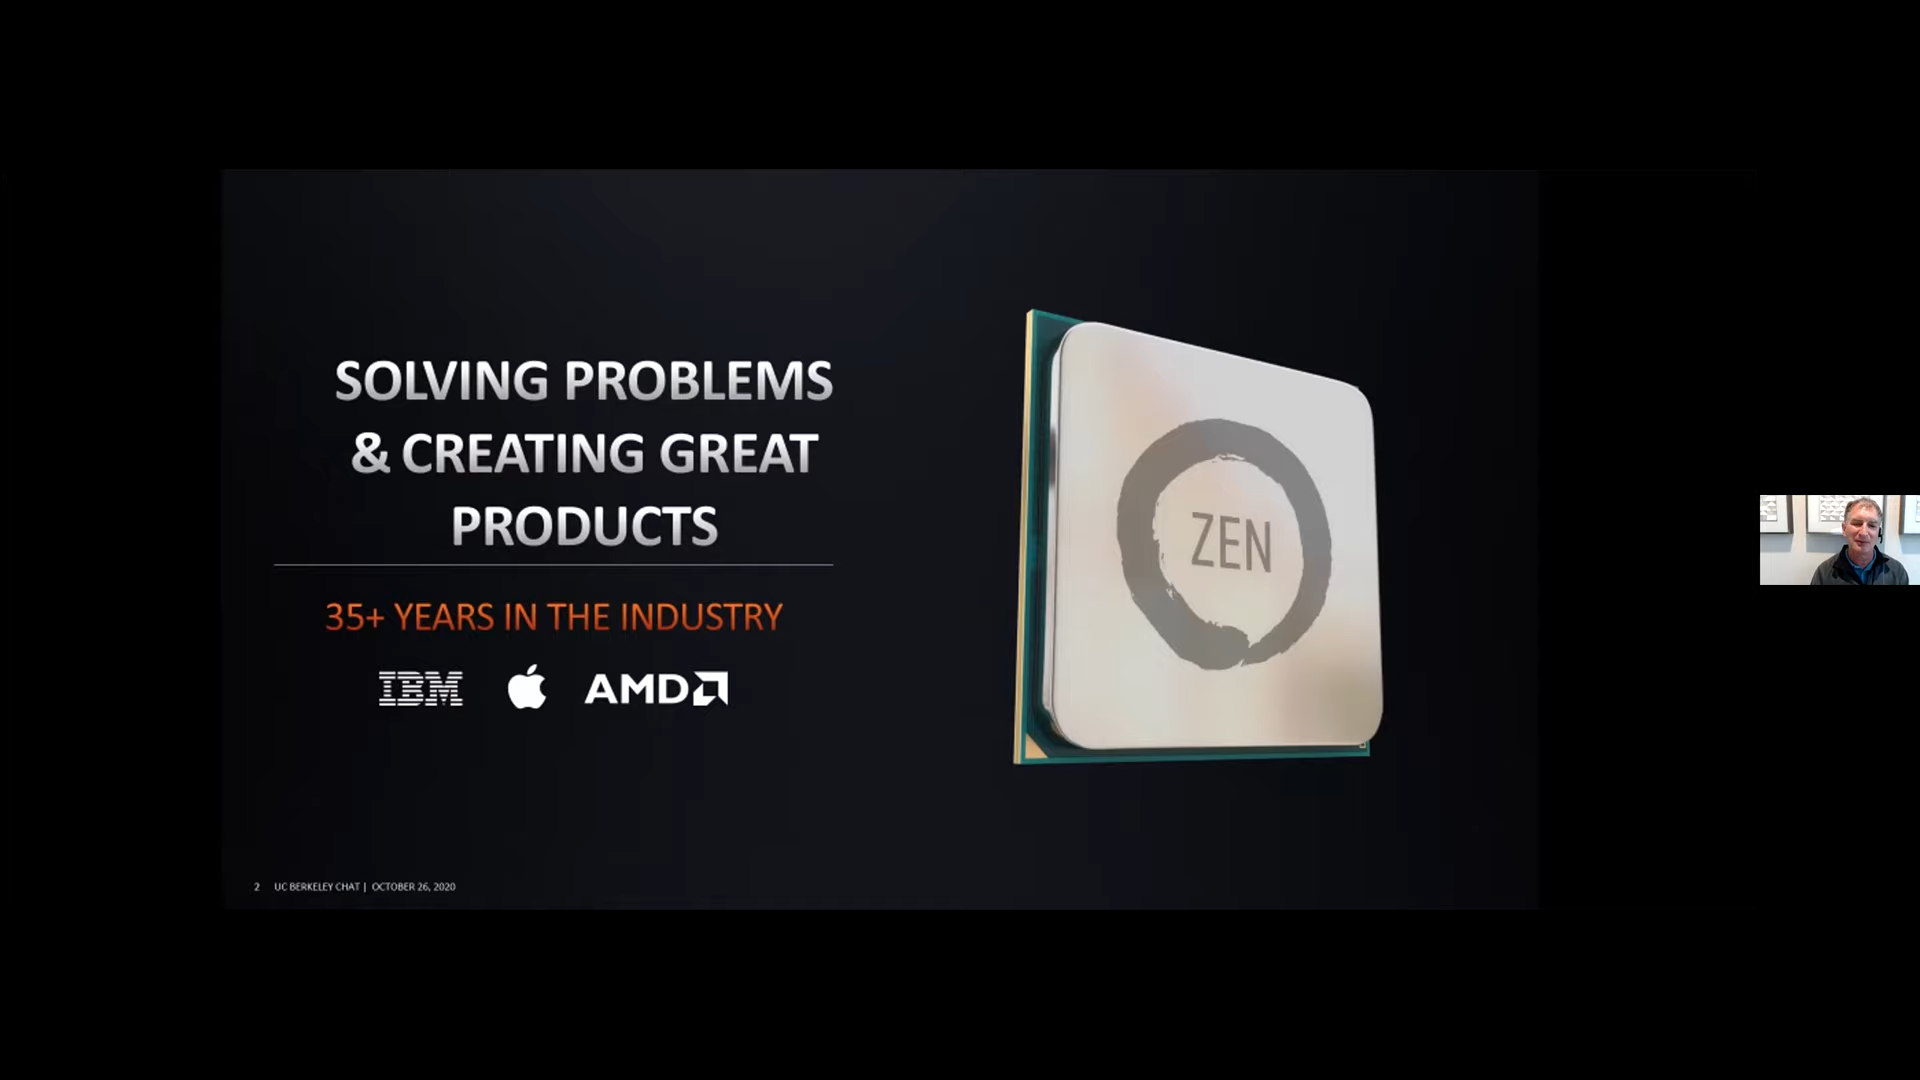 SOLVING PROBLEMS
& CREATING GREAT
PRODUCTS
35+ YEARS IN THE INDUSTRY
IBM
AMD
ZEN
2 UC BERKELEY CHAT | OCTOBER 26, 2020